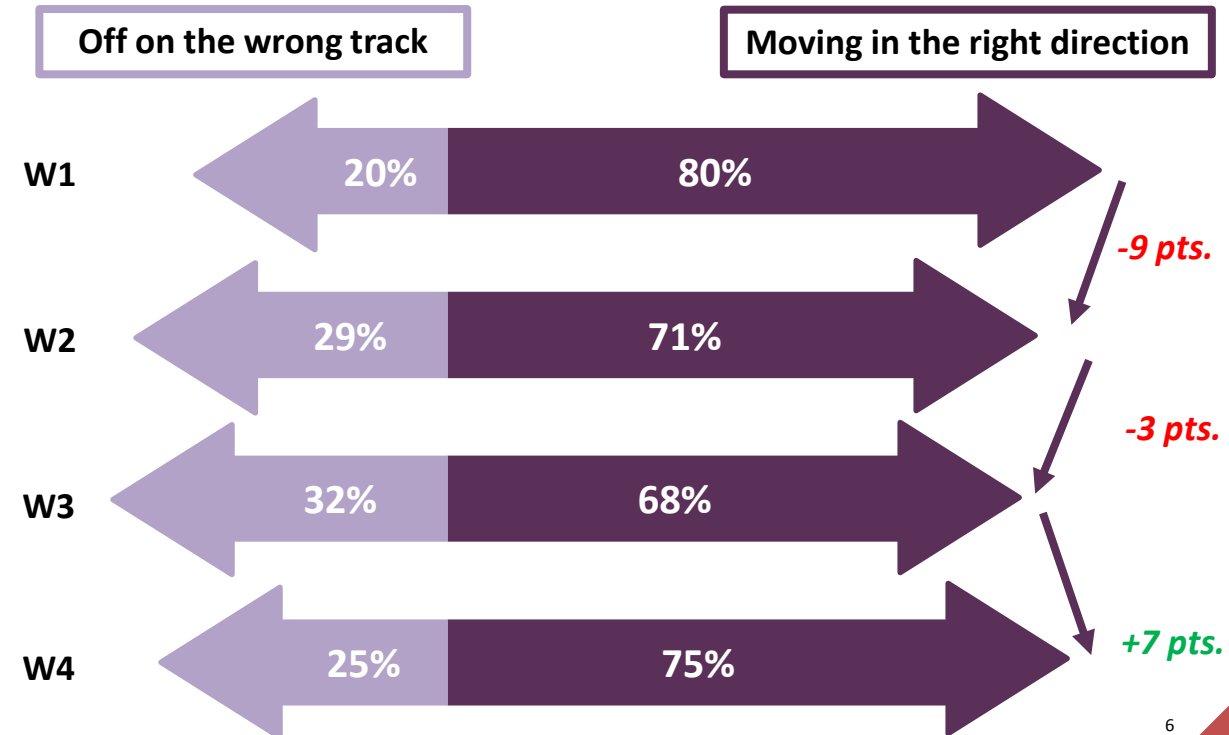 Off on the wrong track
Moving in the right direction
W1
20%
80%
-9 pts.
W2
29%
71%
-3 pts.
W3
32%
68%
+7 pts.
W4
25%
75%
6